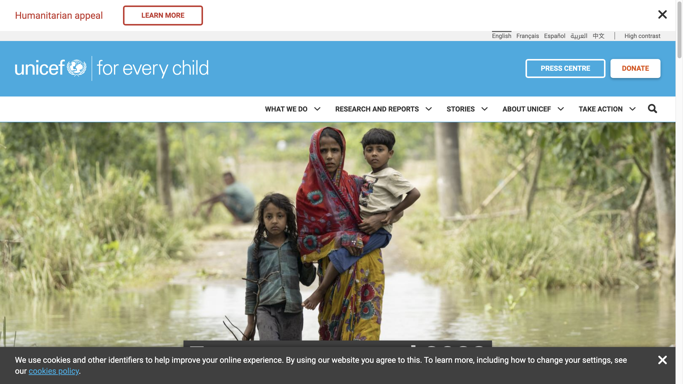 Humanitarian appeal
LEARN MORE
English Français Español العربية 中文 High contrast
unicef for every child
PRESS CENTRE
DONATE
WHAT WE DO RESEARCH AND REPORTS STORIES ABOUT UNICEF TAKE ACTION
We use cookies and other identifiers to help improve your online experience. By using our website you agree to this. To learn more, including how to change your settings, see
our cookies policy.